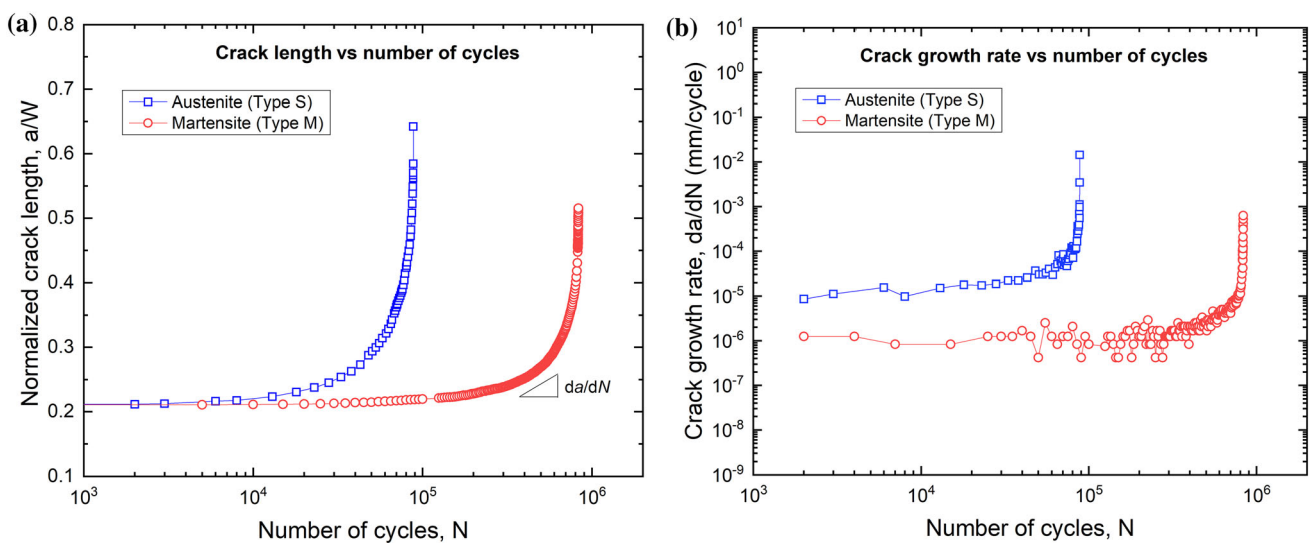 (a)
Crack length vs number of cycles
Austenite (Type S)
Martensite (Type M)
da/dN
Normalized crack length, a/W
0.8
0.7
0.6
0.5
0.4
0.3
0.2
0.1
10³
10⁴
10⁵
10⁶
Number of cycles, N
(b)
Crack growth rate vs number of cycles
Austenite (Type S)
Martensite (Type M)
Crack growth rate, da/dN (mm/cycle)
10¹
10⁰
10⁻¹
10⁻²
10⁻³
10⁻⁴
10⁻⁵
10⁻⁶
10⁻⁷
10⁻⁸
10⁻⁹
10³
10⁴
10⁵
10⁶
Number of cycles, N